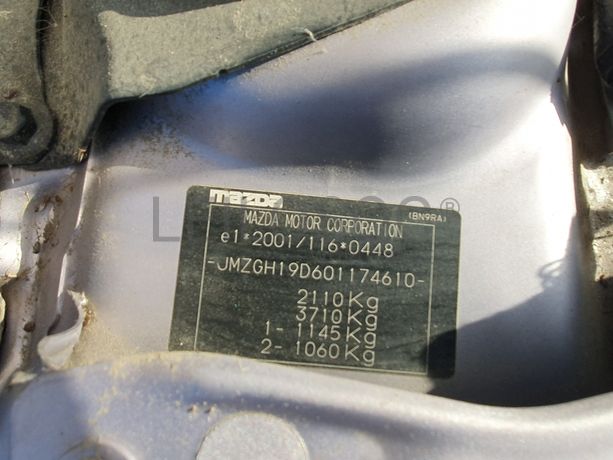 mazda
(BN9RA)
MAZDA MOTOR CORPORATION
e1*2001/116*0448
-JMZGH19D601174610-
2110Kg
3710Kg
1- 1145Kg
2- 1060Kg